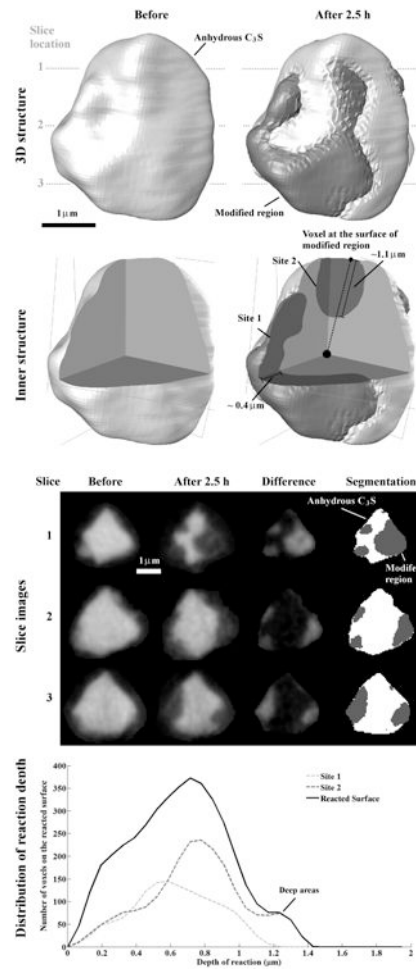 Before
After 2.5 h
Slice
location
Anhydrous C₃S
1
2
3
3D structure
1μm
Modified region
Voxel at the surface of
modified region
Site 2
~1.1μm
Site 1
~ 0.4μm
Inner structure
Slice
Before
After 2.5 h
Difference
Segmentation
Anhydrous C₃S
1
1μm
Modife
region
2
3
Slice images
Distribution of reaction depth
Number of voxels on the reacted surface
400
350
300
250
200
150
100
50
0
Site 1
Site 2
Reacted Surface
Deep areas
0 0.2 0.4 0.6 0.8 1 1.2 1.4 1.6 1.8 2
Depth of reaction (μm)